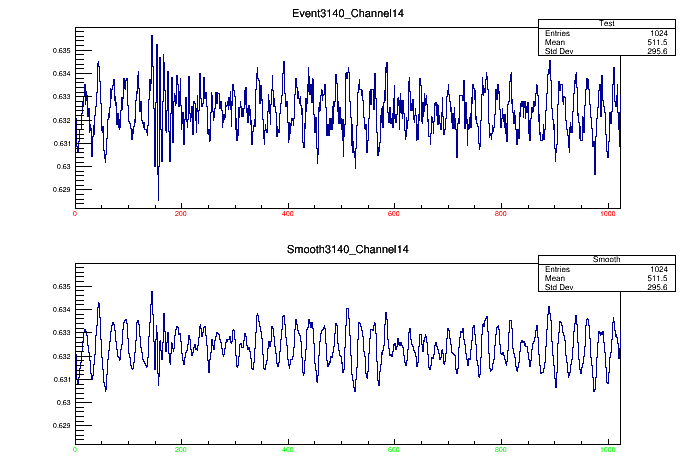 Event3140_Channel14
Test
Entries 1024
Mean 511.5
Std Dev 295.6
0.635
0.634
0.633
0.632
0.631
0.63
0.629
0 200 400 600 800 1000
Smooth3140_Channel14
Smooth
Entries 1024
Mean 511.5
Std Dev 295.6
0.635
0.634
0.633
0.632
0.631
0.63
0.629
0 200 400 600 800 1000